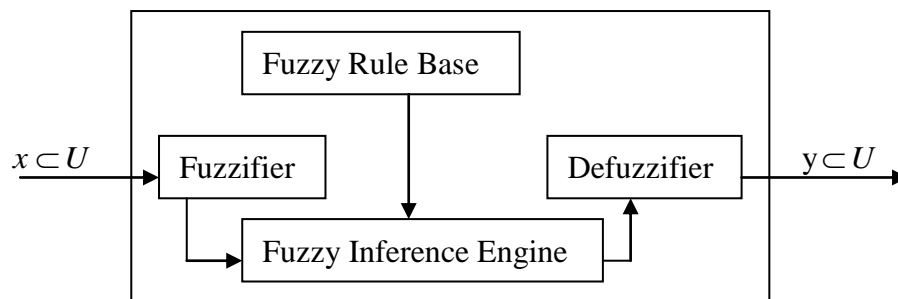 Fuzzy Rule Base
x ⊂ U
Fuzzifier
Defuzzifier
y ⊂ U
Fuzzy Inference Engine